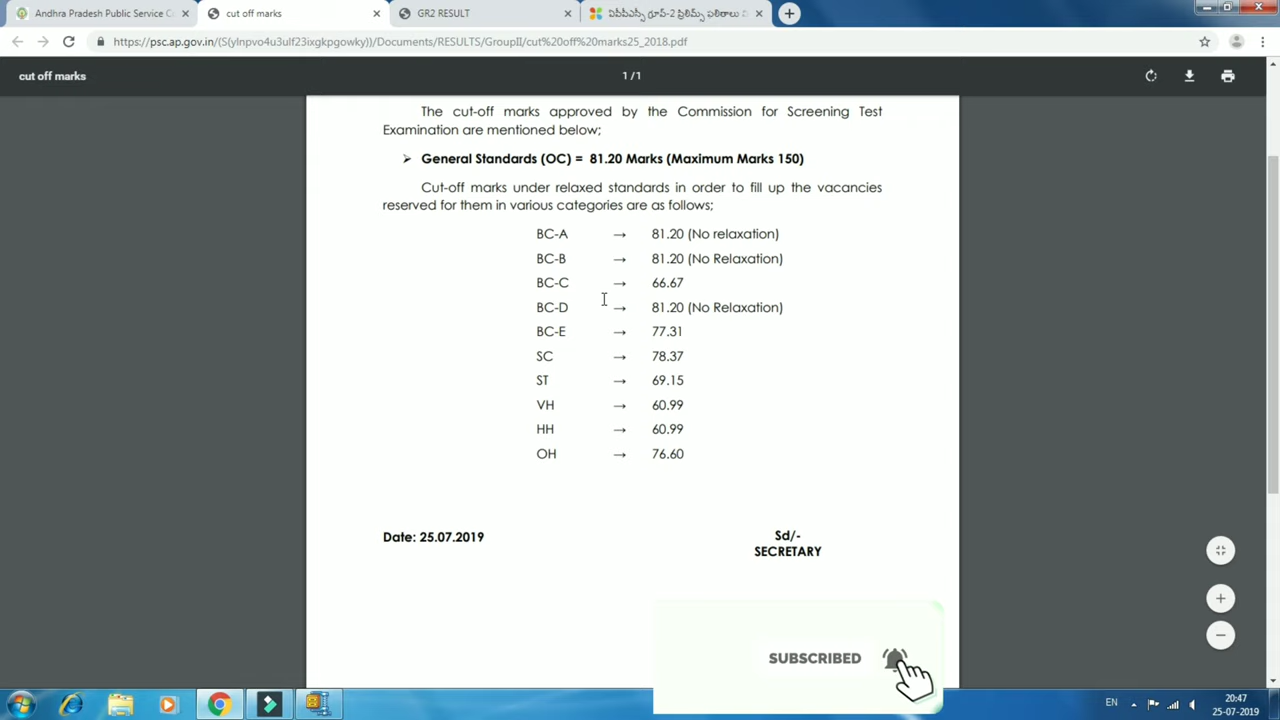 Andhra Pradesh Public Service C
cut off marks
GR2 RESULT
ఏపీపీఎస్సీ గ్రూప్-2 ప్రిలిమ్స్ ఫలితాలు వ
https://psc.ap.gov.in/(S(ylnpvo4u3ulf23ixgkpgowky))/Documents/RESULTS/GroupII/cut%20off%20marks25_2018.pdf
cut off marks
1/1
The cut-off marks approved by the Commission for Screening Test
Examination are mentioned below;
➢ General Standards (OC) = 81.20 Marks (Maximum Marks 150)
Cut-off marks under relaxed standards in order to fill up the vacancies
reserved for them in various categories are as follows;
BC-A → 81.20 (No relaxation)
BC-B → 81.20 (No Relaxation)
BC-C → 66.67
BC-D → 81.20 (No Relaxation)
BC-E → 77.31
SC → 78.37
ST → 69.15
VH → 60.99
HH → 60.99
OH → 76.60
Date: 25.07.2019
Sd/-
SECRETARY
SUBSCRIBED
EN
20:47
25-07-2019